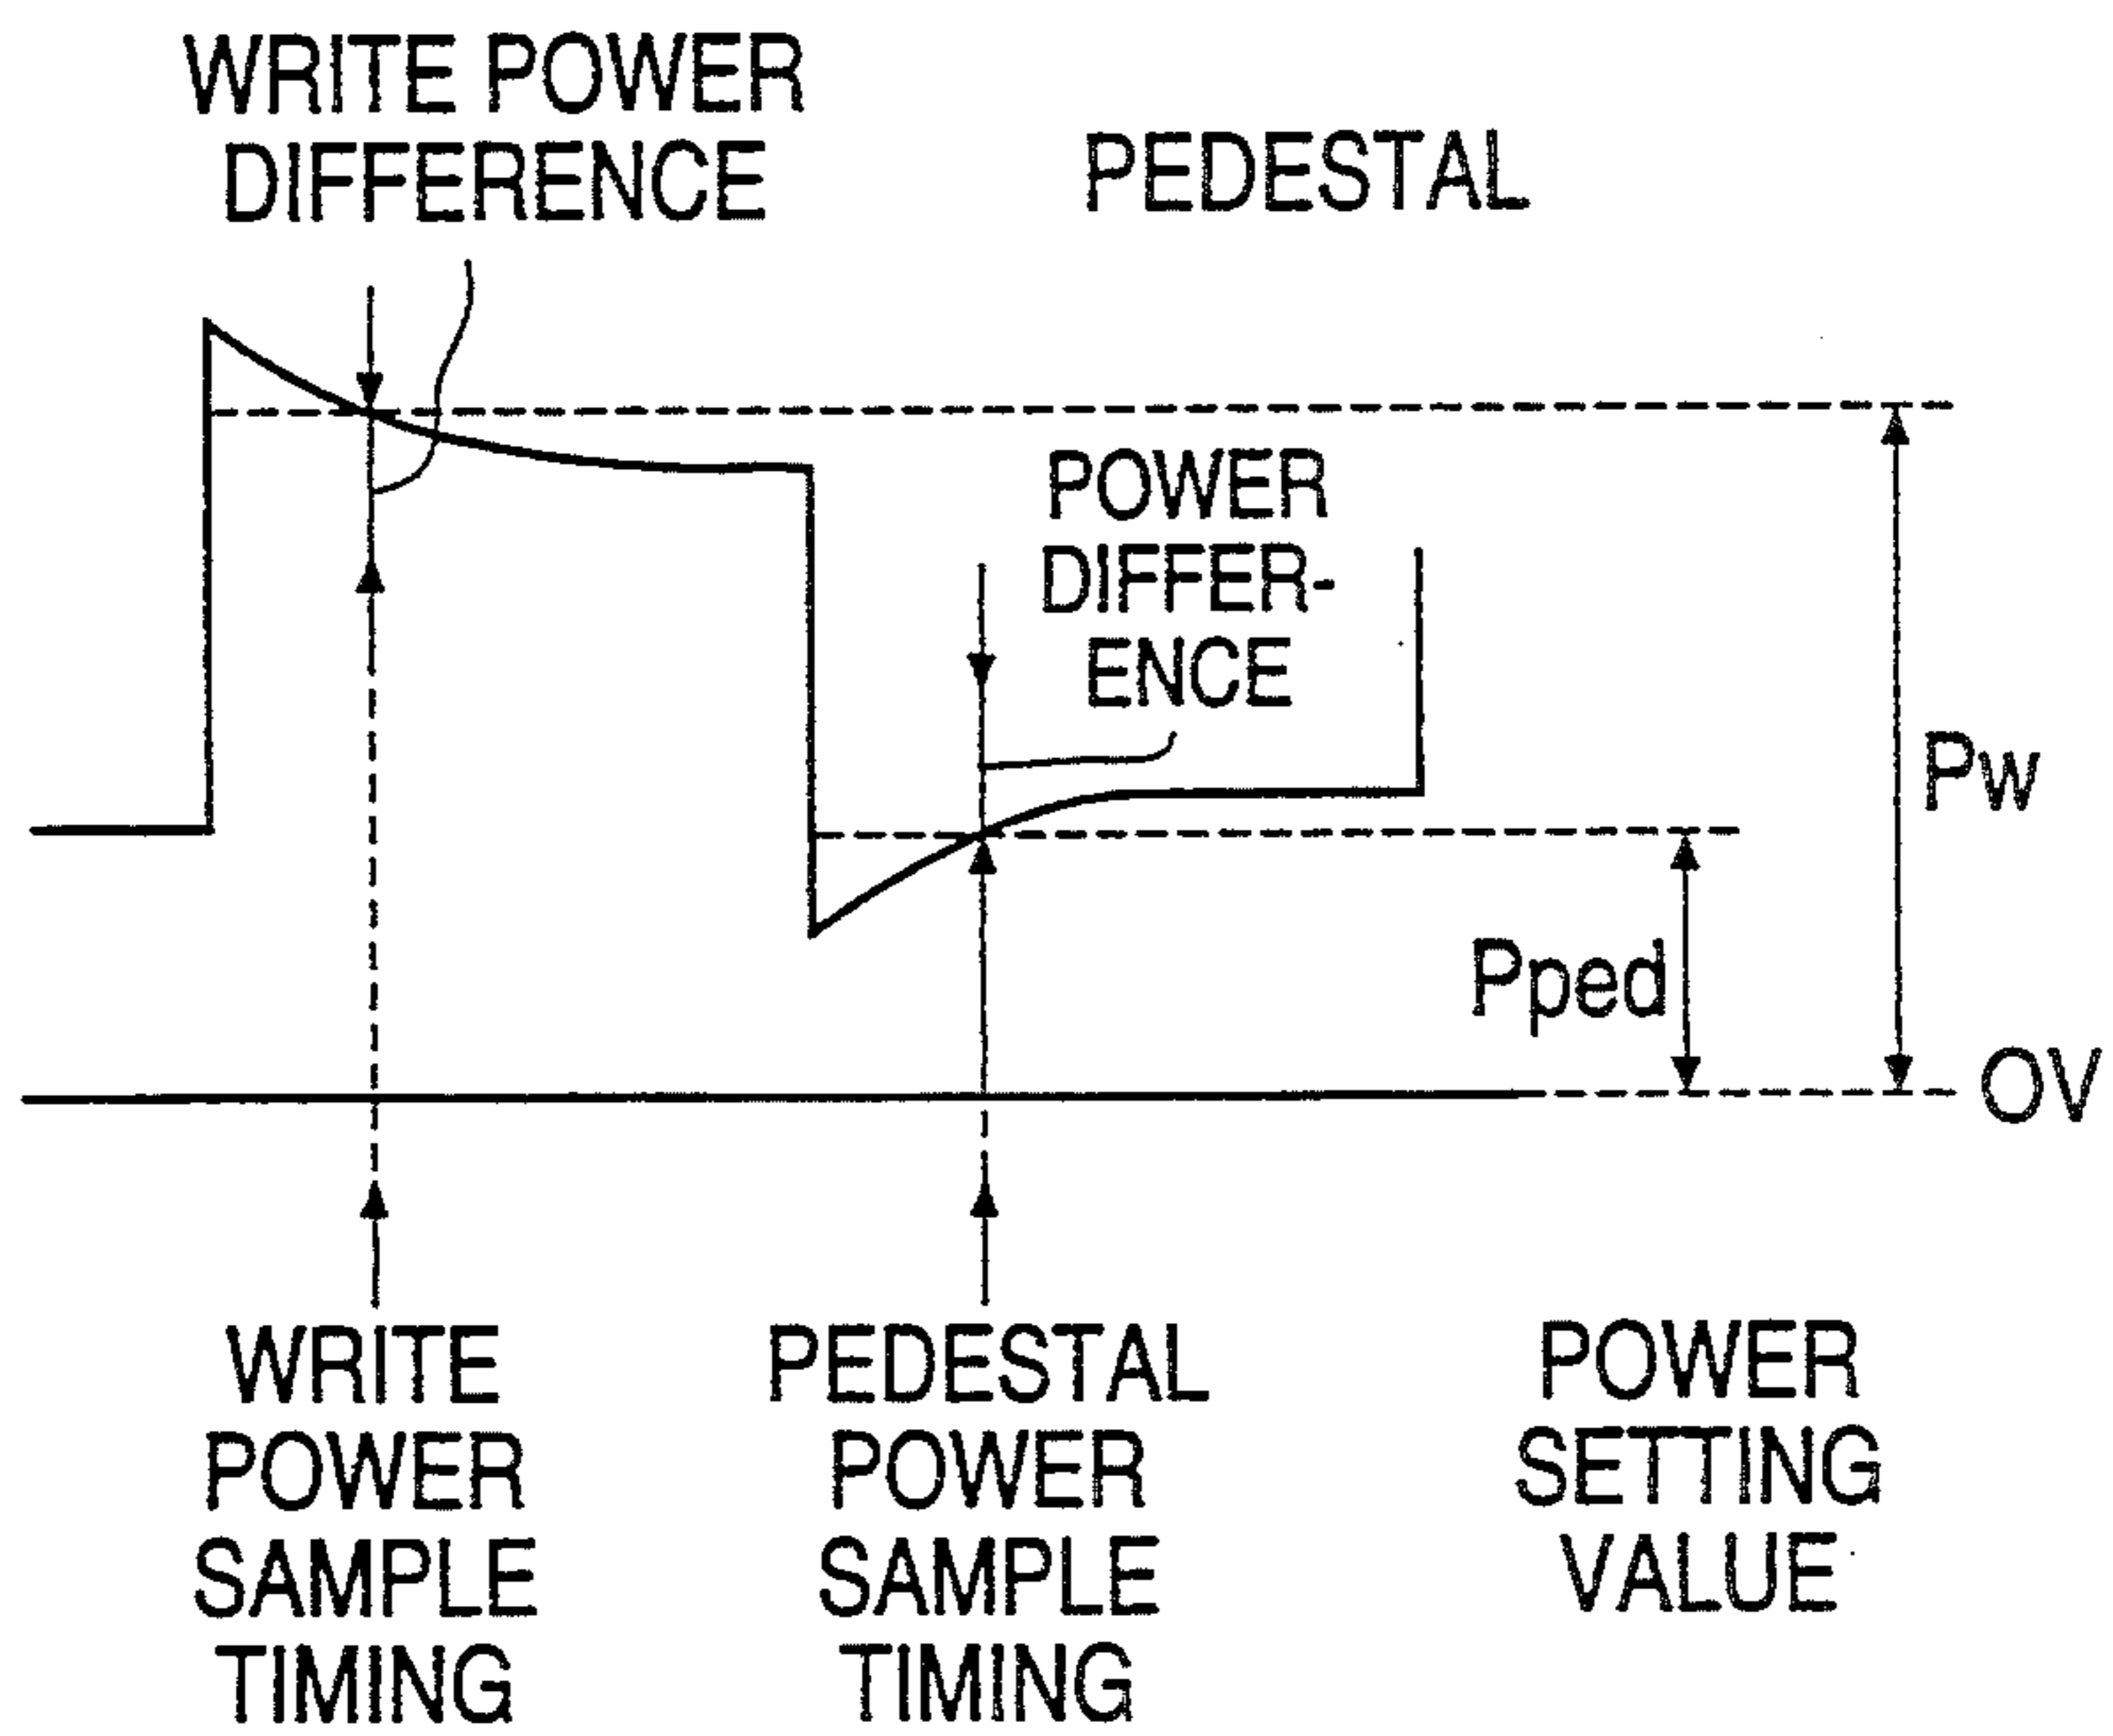 WRITE POWER
DIFFERENCE
PEDESTAL
POWER
DIFFER-
ENCE
Pw
Pped
OV
WRITE
POWER
SAMPLE
TIMING
PEDESTAL
POWER
SAMPLE
TIMING
POWER
SETTING
VALUE